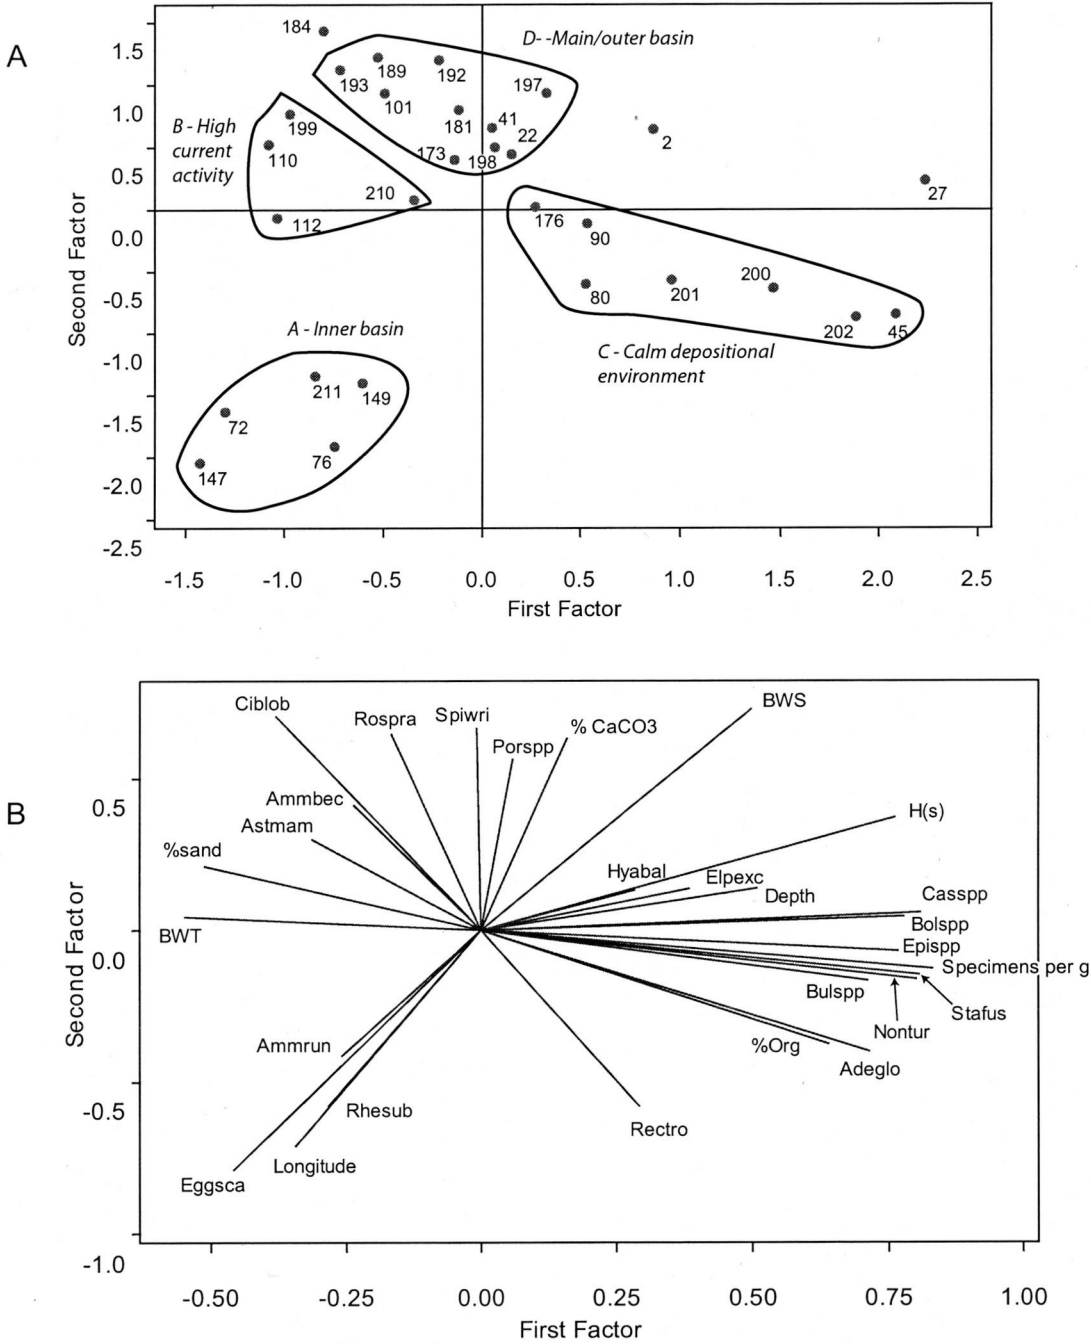 A
184
D- -Main/outer basin
1.5
189
192
193
197
101
1.0
B - High
current
activity
199
181
41
22
2
110
173
198
0.5
210
27
112
176
0.0
90
Second Factor
80
201
200
-0.5
202
45
A - Inner basin
C - Calm depositional
environment
-1.0
211
149
72
-1.5
76
147
-2.0
-2.5
-1.5 -1.0 -0.5 0.0 0.5 1.0 1.5 2.0 2.5
First Factor
B
Ciblob
Rospra
Spiwri
% CaCO3
BWS
Porspp
0.5
Ammbec
H(s)
Astmam
%sand
Hyabal
Elpexc
Depth
Casspp
Bolspp
BWT
Epispp
0.0
Specimens per g
Second Factor
Bulspp
Stafus
Nontur
Ammrun
%Org
Adeglo
-0.5
Rhesub
Rectro
Longitude
Eggsca
-1.0
-0.50 -0.25 0.00 0.25 0.50 0.75 1.00
First Factor